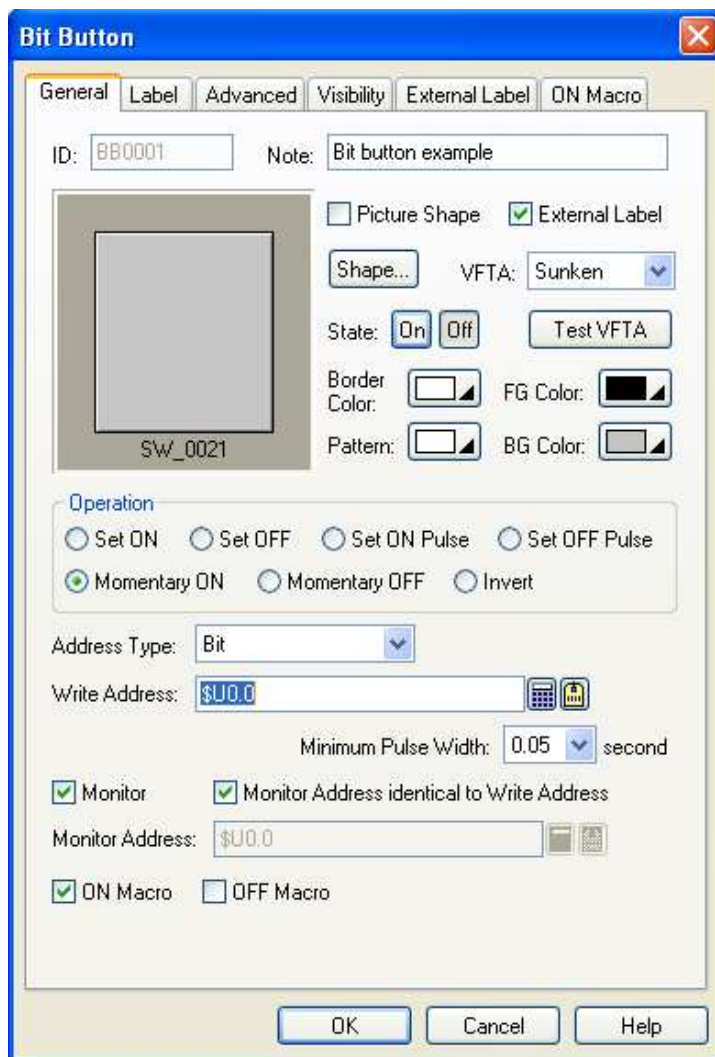 Bit Button
General Label Advanced Visibility External Label ON Macro
ID: BB0001 Note: Bit button example
Picture Shape External Label
Shape... VFTA: Sunken
State: On Off Test VFTA
Border Color: FG Color:
SW_0021 Pattern: BG Color:
Operation
Set ON Set OFF Set ON Pulse Set OFF Pulse
Momentary ON Momentary OFF Invert
Address Type: Bit
Write Address: $U0.0
Minimum Pulse Width: 0.05 second
Monitor Monitor Address identical to Write Address
Monitor Address: $U0.0
ON Macro OFF Macro
OK Cancel Help